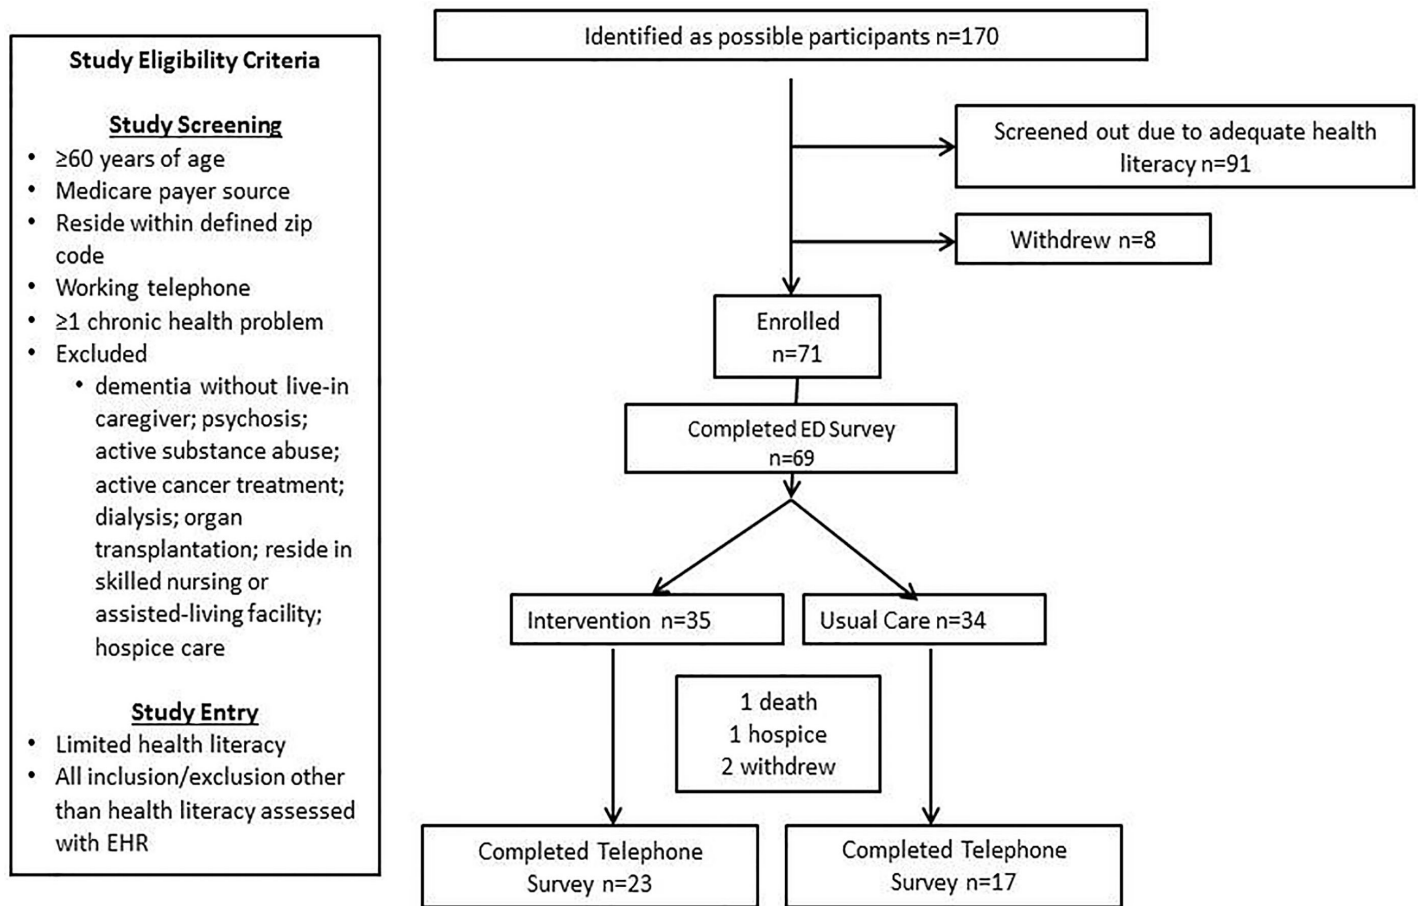 Study Eligibility Criteria
Study Screening
• ≥60 years of age
• Medicare payer source
• Reside within defined zip
code
• Working telephone
• ≥1 chronic health problem
• Excluded
• dementia without live-in
caregiver; psychosis;
active substance abuse;
active cancer treatment;
dialysis; organ
transplantation; reside in
skilled nursing or
assisted-living facility;
hospice care
Study Entry
• Limited health literacy
• All inclusion/exclusion other
than health literacy assessed
with EHR
Identified as possible participants n=170
Screened out due to adequate health
literacy n=91
Withdrew n=8
Enrolled
n=71
Completed ED Survey
n=69
Intervention n=35
Usual Care n=34
1 death
1 hospice
2 withdrew
Completed Telephone
Survey n=23
Completed Telephone
Survey n=17